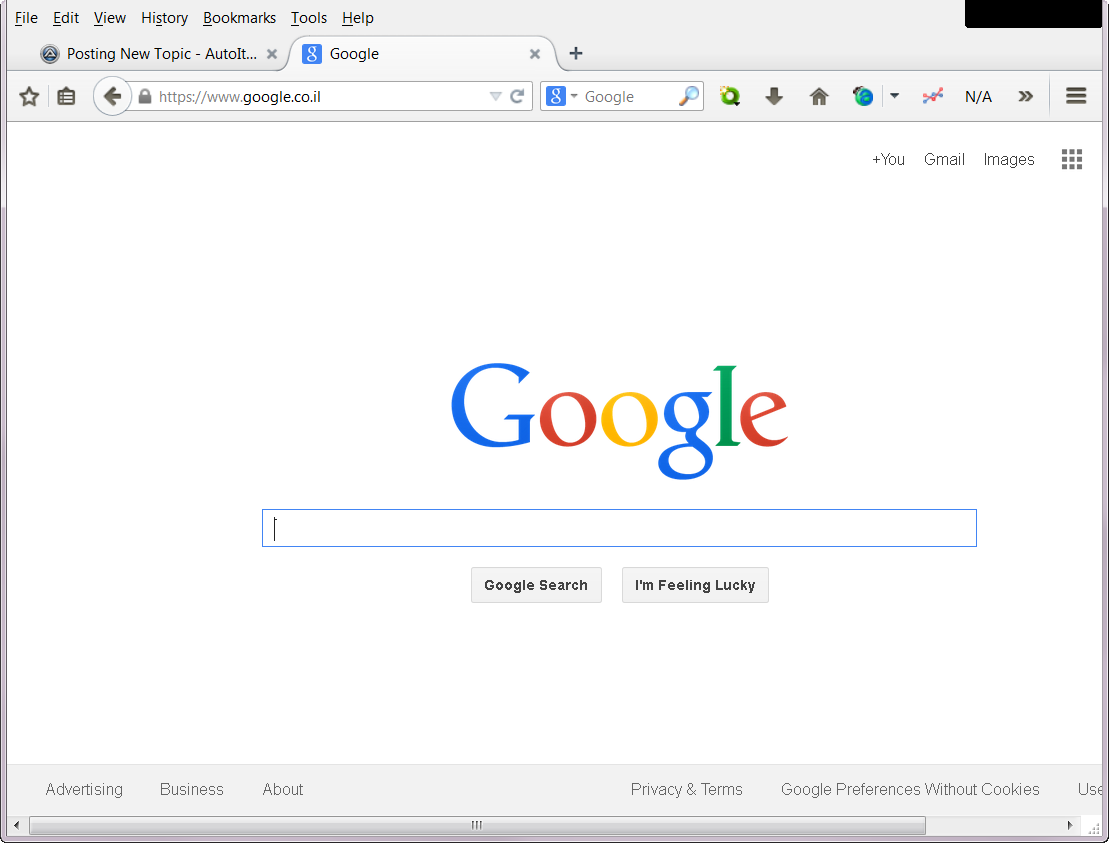 File Edit View History Bookmarks Tools Help
Posting New Topic - AutoIt... Google
https://www.google.co.il Google N/A
+You Gmail Images
Google
Google Search I'm Feeling Lucky
Advertising Business About Privacy & Terms Google Preferences Without Cookies Use